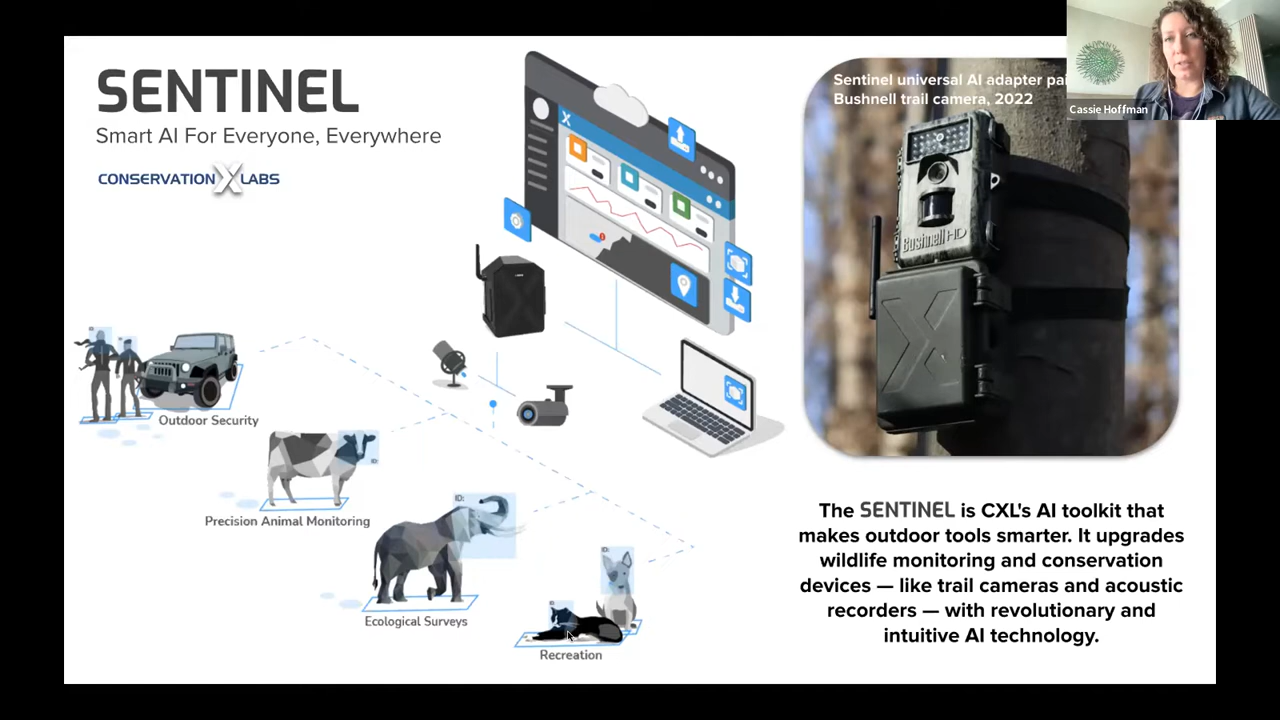 SENTINEL
Smart AI For Everyone, Everywhere
CONSERVATION X LABS
Sentinel universal AI adapter
Bushnell trail camera, 2022
Cassie Hoffman
Bushnell HD
X
ID:
Outdoor Security
ID:
Precision Animal Monitoring
ID:
Ecological Surveys
Recreation
The SENTINEL is CXL's AI toolkit that
makes outdoor tools smarter. It upgrades
wildlife monitoring and conservation
devices — like trail cameras and acoustic
recorders — with revolutionary and
intuitive AI technology.